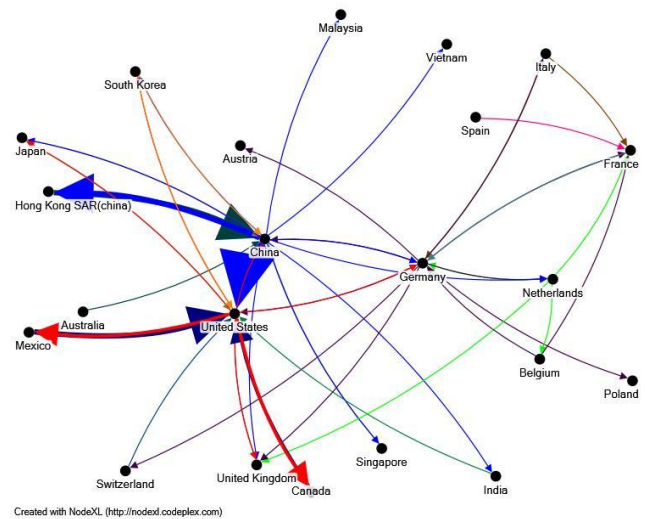 Malaysia
Vietnam
Italy
South Korea
Spain
Japan
Austria
France
Hong Kong SAR(china)
China
Germany
Netherlands
Australia
United States
Mexico
Belgium
Poland
Singapore
United Kingdom
Switzerland
Canada
India
Created with NodeXL (http://nodexl.codeplex.com)